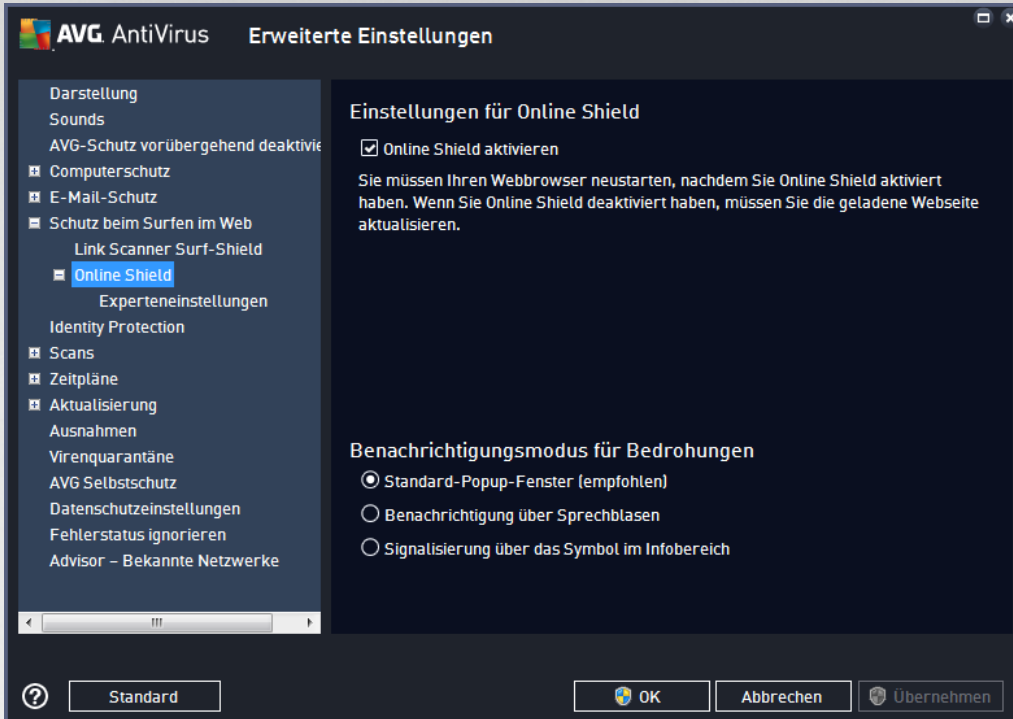 AVG. AntiVirus Erweiterte Einstellungen
Darstellung
Sounds
AVG-Schutz vorübergehend deaktivie
Computerschutz
E-Mail-Schutz
Schutz beim Surfen im Web
Link Scanner Surf-Shield
Online Shield
Experteneinstellungen
Identity Protection
Scans
Zeitpläne
Aktualisierung
Ausnahmen
Virenquarantäne
AVG Selbstschutz
Datenschutzeinstellungen
Fehlerstatus ignorieren
Advisor – Bekannte Netzwerke
Einstellungen für Online Shield
Online Shield aktivieren
Sie müssen Ihren Webbrowser neustarten, nachdem Sie Online Shield aktiviert
haben. Wenn Sie Online Shield deaktiviert haben, müssen Sie die geladene Webseite
aktualisieren.
Benachrichtigungsmodus für Bedrohungen
Standard-Popup-Fenster (empfohlen)
Benachrichtigung über Sprechblasen
Signalisierung über das Symbol im Infobereich
? Standard OK Abbrechen Übernehmen